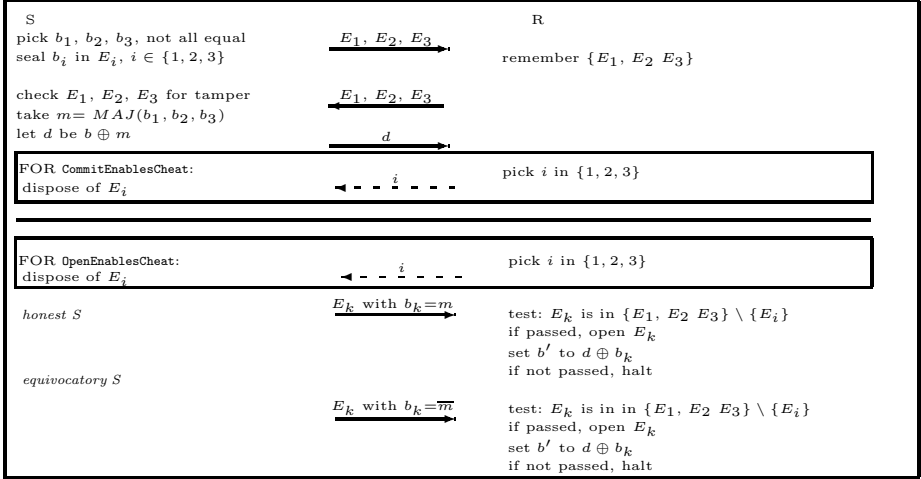 S R
pick b₁, b₂, b₃, not all equal E₁, E₂, E₃
seal bᵢ in Eᵢ, i ∈ {1, 2, 3} remember {E₁, E₂ E₃}
check E₁, E₂, E₃ for tamper E₁, E₂, E₃
take m= MAJ(b₁, b₂, b₃)
let d be b ⊕ m d
FOR CommitEnablesCheat: pick i in {1, 2, 3}
dispose of Eᵢ i
FOR OpenEnablesCheat: pick i in {1, 2, 3}
dispose of Eᵢ i
honest S Eₖ with bₖ=m test: Eₖ is in {E₁, E₂ E₃} \ {Eᵢ}
if passed, open Eₖ
set b′ to d ⊕ bₖ
if not passed, halt
equivocatory S
Eₖ with bₖ=m̅ test: Eₖ is in in {E₁, E₂ E₃} \ {Eᵢ}
if passed, open Eₖ
set b′ to d ⊕ bₖ
if not passed, halt